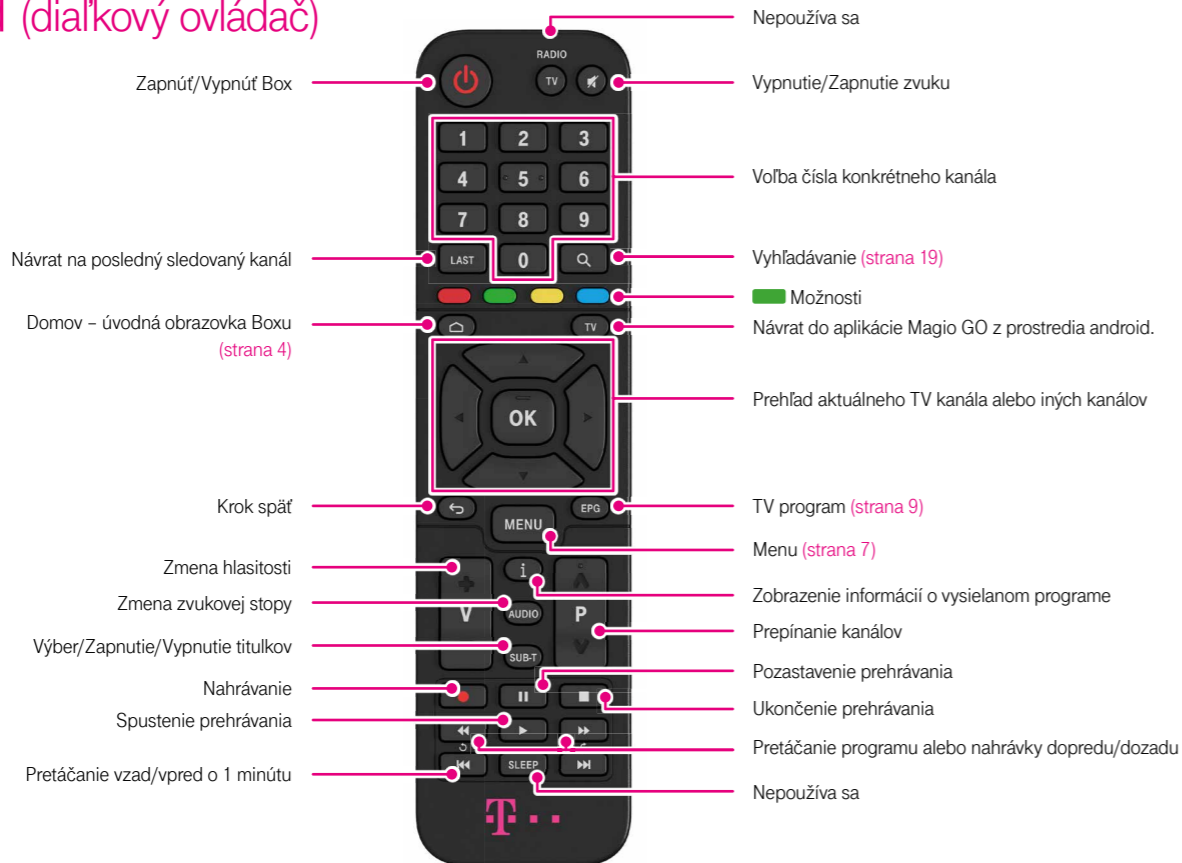 (diaľkový ovládač)
Nepoužíva sa
Zapnúť/Vypnúť Box
Vypnutie/Zapnutie zvuku
Voľba čísla konkrétneho kanála
Návrat na posledný sledovaný kanál
Vyhľadávanie (strana 19)
Možnosti
Domov – úvodná obrazovka Boxu
(strana 4)
Návrat do aplikácie Magio GO z prostredia android.
Prehľad aktuálneho TV kanála alebo iných kanálov
Krok späť
TV program (strana 9)
Menu (strana 7)
Zmena hlasitosti
Zobrazenie informácií o vysielanom programe
Zmena zvukovej stopy
Prepínanie kanálov
Výber/Zapnutie/Vypnutie titulkov
Pozastavenie prehrávania
Nahrávanie
Ukončenie prehrávania
Spustenie prehrávania
Pretáčanie programu alebo nahrávky dopredu/dozadu
Pretáčanie vzad/vpred o 1 minútu
Nepoužíva sa
RADIO
TV
1 2 3
4 5 6
7 8 9
LAST 0
TV
OK
EPG
MENU
i
V AUDIO P
SUB-T
SLEEP
T